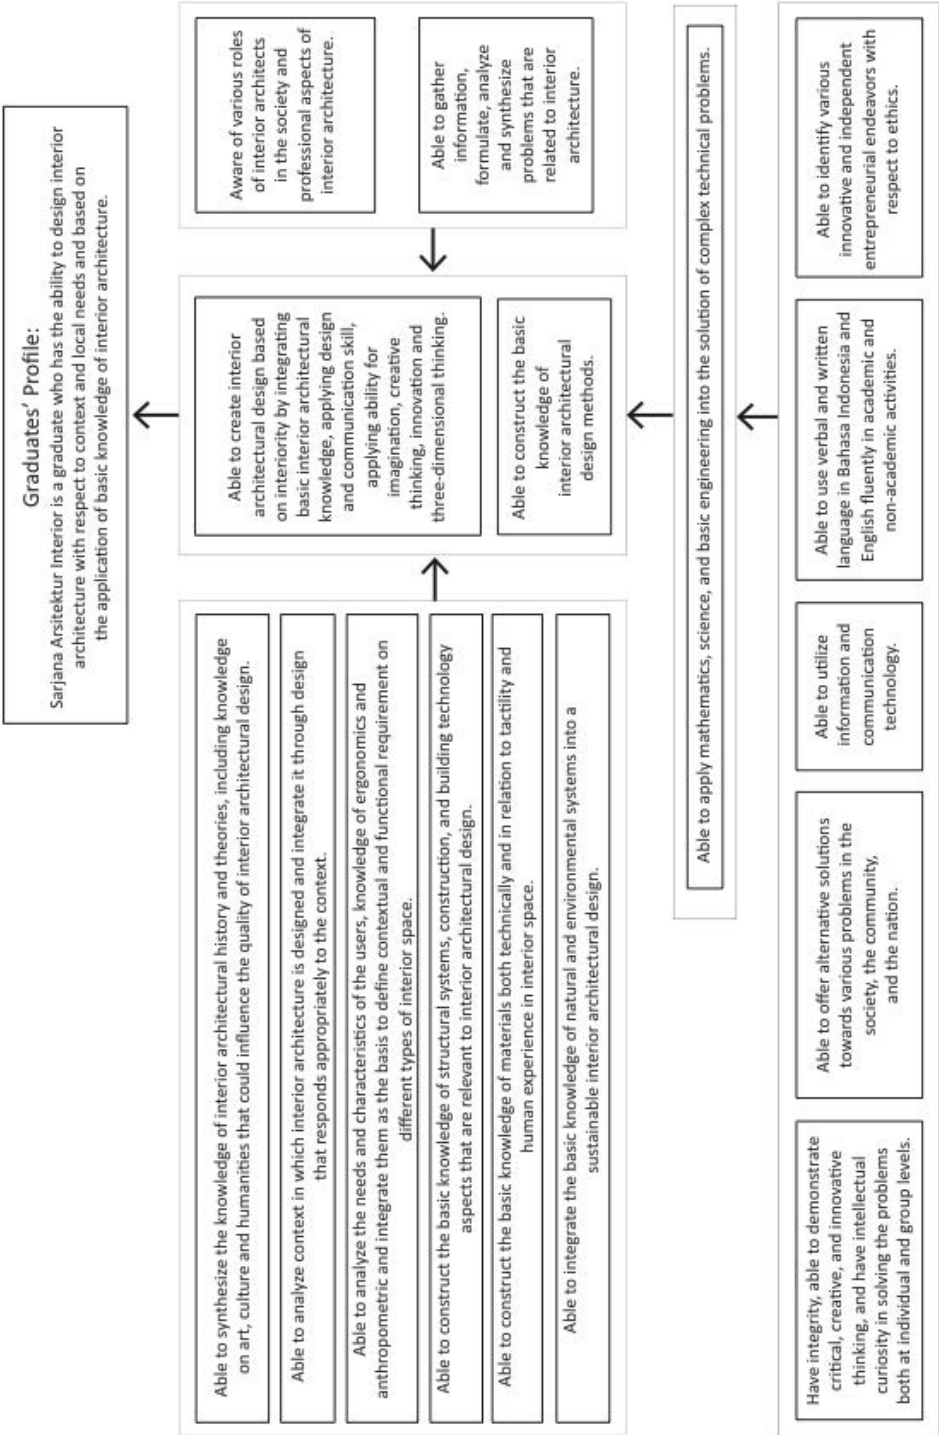 Graduates’ Profile:
Sarjana Arsitektur Interior is a graduate who has the ability to design interior
architecture with respect to context and local needs and based on
the application of basic knowledge of interior architecture.
Able to synthesize the knowledge of interior architectural history and theories, including knowledge
on art, culture and humanities that could influence the quality of interior architectural design.
Able to analyze context in which interior architecture is designed and integrate it through design
that responds appropriately to the context.
Able to analyze the needs and characteristics of the users, knowledge of ergonomics and
anthropometric and integrate them as the basis to define contextual and functional requirement on
different types of interior space.
Able to construct the basic knowledge of structural systems, construction, and building technology
aspects that are relevant to interior architectural design.
Able to construct the basic knowledge of materials both technically and in relation to tactility and
human experience in interior space.
Able to integrate the basic knowledge of natural and environmental systems into a
sustainable interior architectural design.
Able to create interior
architectural design based
on interiority by integrating
basic interior architectural
knowledge, applying design
and communication skill,
applying ability for
imagination, creative
thinking, innovation and
three-dimensional thinking.
Able to construct the basic
knowledge of
interior architectural
design methods.
Aware of various roles
of interior architects
in the society and
professional aspects of
interior architecture.
Able to gather
information,
formulate, analyze
and synthesize
problems that are
related to interior
architecture.
Able to apply mathematics, science, and basic engineering into the solution of complex technical problems.
Have integrity, able to demonstrate
critical, creative, and innovative
thinking, and have intellectual
curiosity in solving the problems
both at individual and group levels.
Able to offer alternative solutions
towards various problems in the
society, the community,
and the nation.
Able to utilize
information and
communication
technology.
Able to use verbal and written
language in Bahasa Indonesia and
English fluently in academic and
non-academic activities.
Able to identify various
innovative and independent
entrepreneurial endeavors with
respect to ethics.